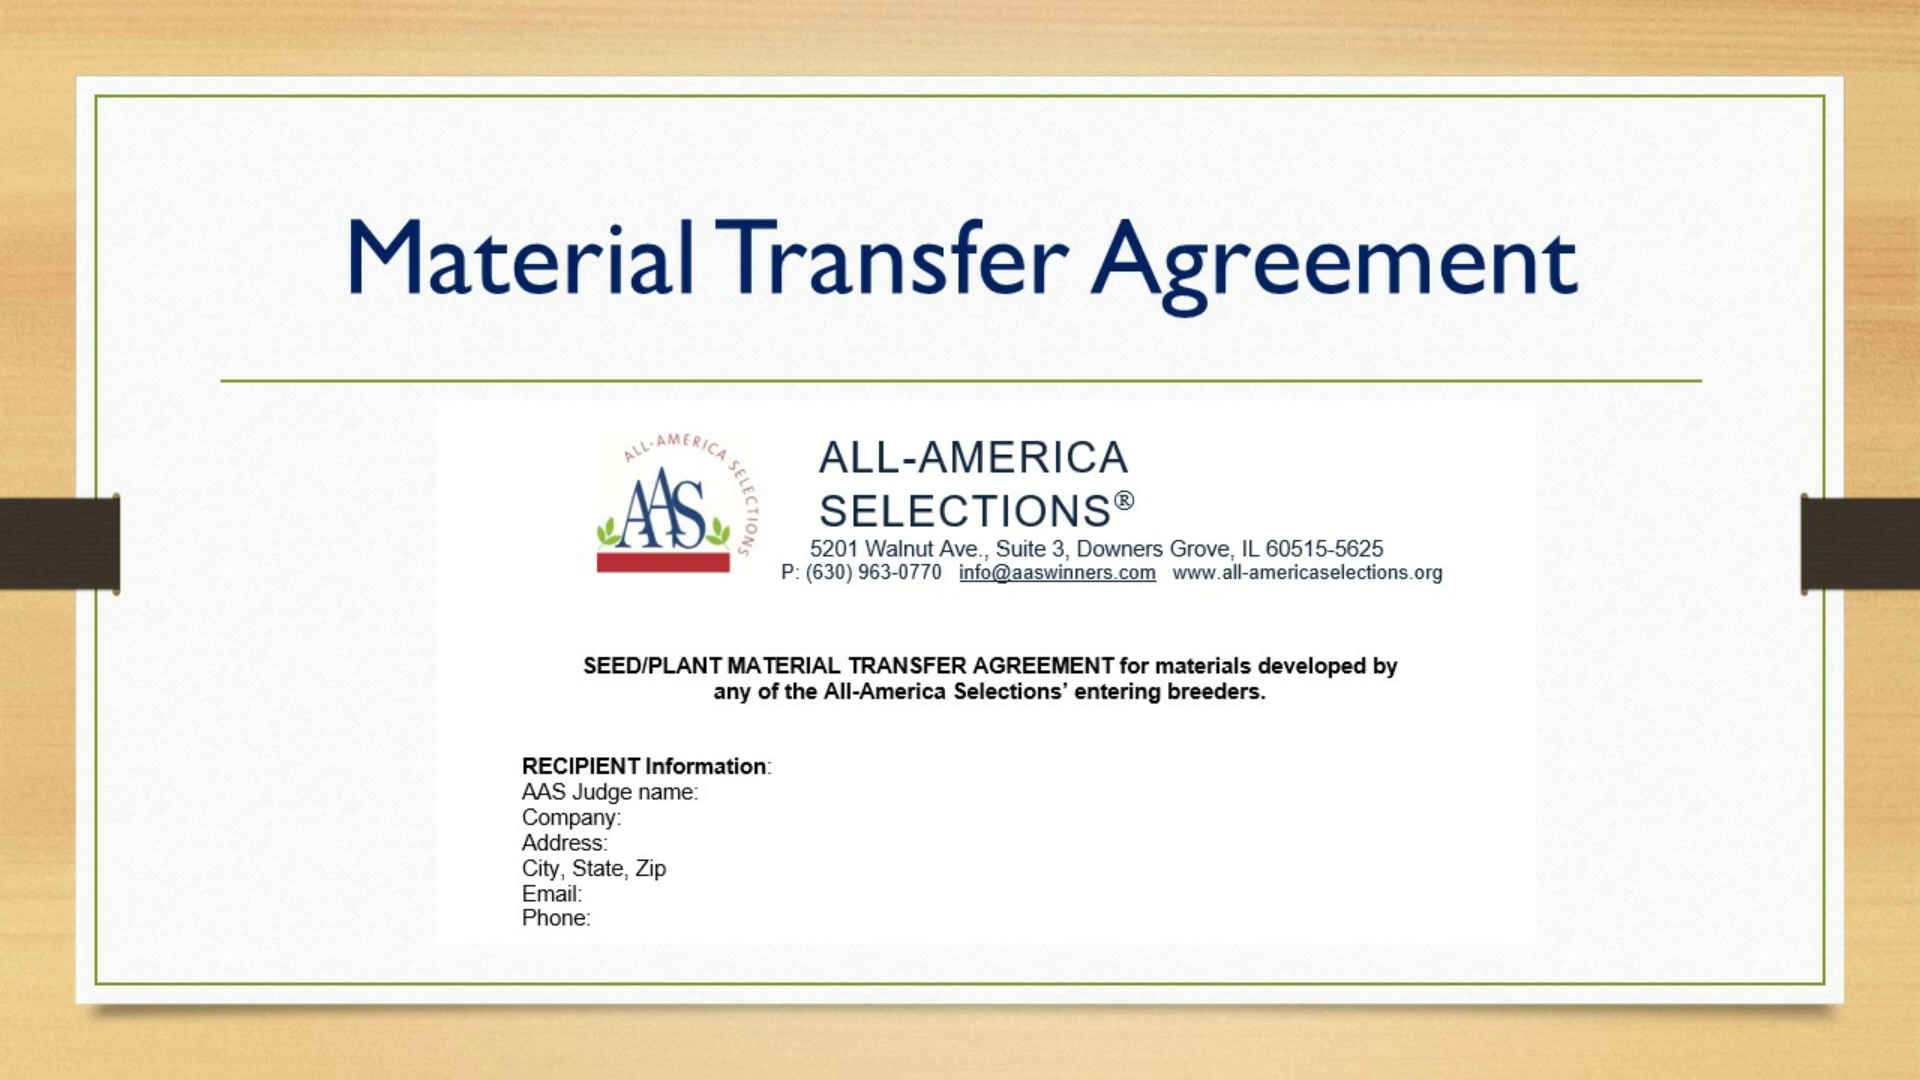 Material Transfer Agreement
ALL-AMERICA SELECTIONS
AAS
ALL-AMERICA
SELECTIONS®
5201 Walnut Ave., Suite 3, Downers Grove, IL 60515-5625
P: (630) 963-0770 info@aaswinners.com www.all-americaselections.org
SEED/PLANT MATERIAL TRANSFER AGREEMENT for materials developed by
any of the All-America Selections’ entering breeders.
RECIPIENT Information:
AAS Judge name:
Company:
Address:
City, State, Zip
Email:
Phone: